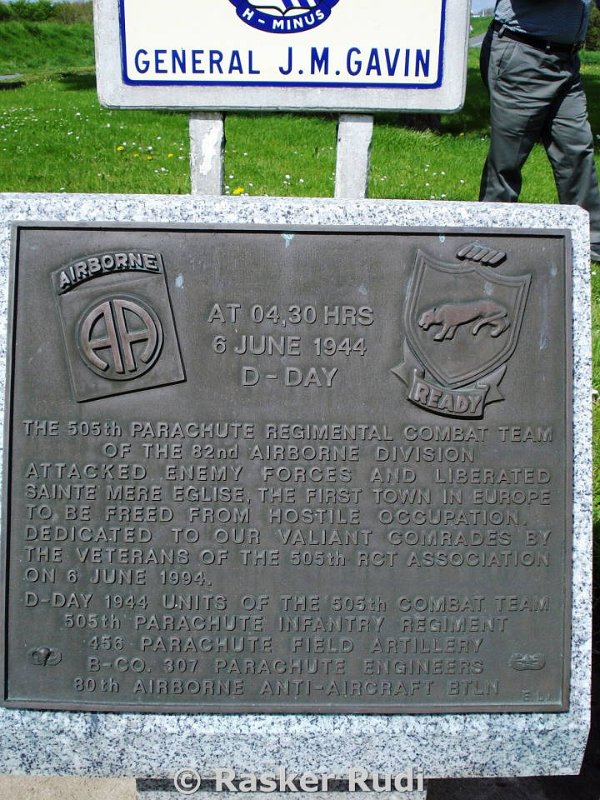 H-MINUS
GENERAL J.M.GAVIN
AIRBORNE
AA
AT 04,30 HRS
6 JUNE 1944
D-DAY
READY
THE 505th PARACHUTE REGIMENTAL COMBAT TEAM
OF THE 82nd AIRBORNE DIVISION
ATTACKED ENEMY FORCES AND LIBERATED
SAINTE MERE EGLISE, THE FIRST TOWN IN EUROPE
TO BE FREED FROM HOSTILE OCCUPATION.
DEDICATED TO OUR VALIANT COMRADES BY
THE VETERANS OF THE 505th RCT ASSOCIATION
ON 6 JUNE 1994.
D-DAY 1944 UNITS OF THE 505th COMBAT TEAM
505th PARACHUTE INFANTRY REGIMENT
456 PARACHUTE FIELD ARTILLERY
B-CO. 307 PARACHUTE ENGINEERS
80th AIRBORNE ANTI-AIRCRAFT BTLN
© Rasker Rudi